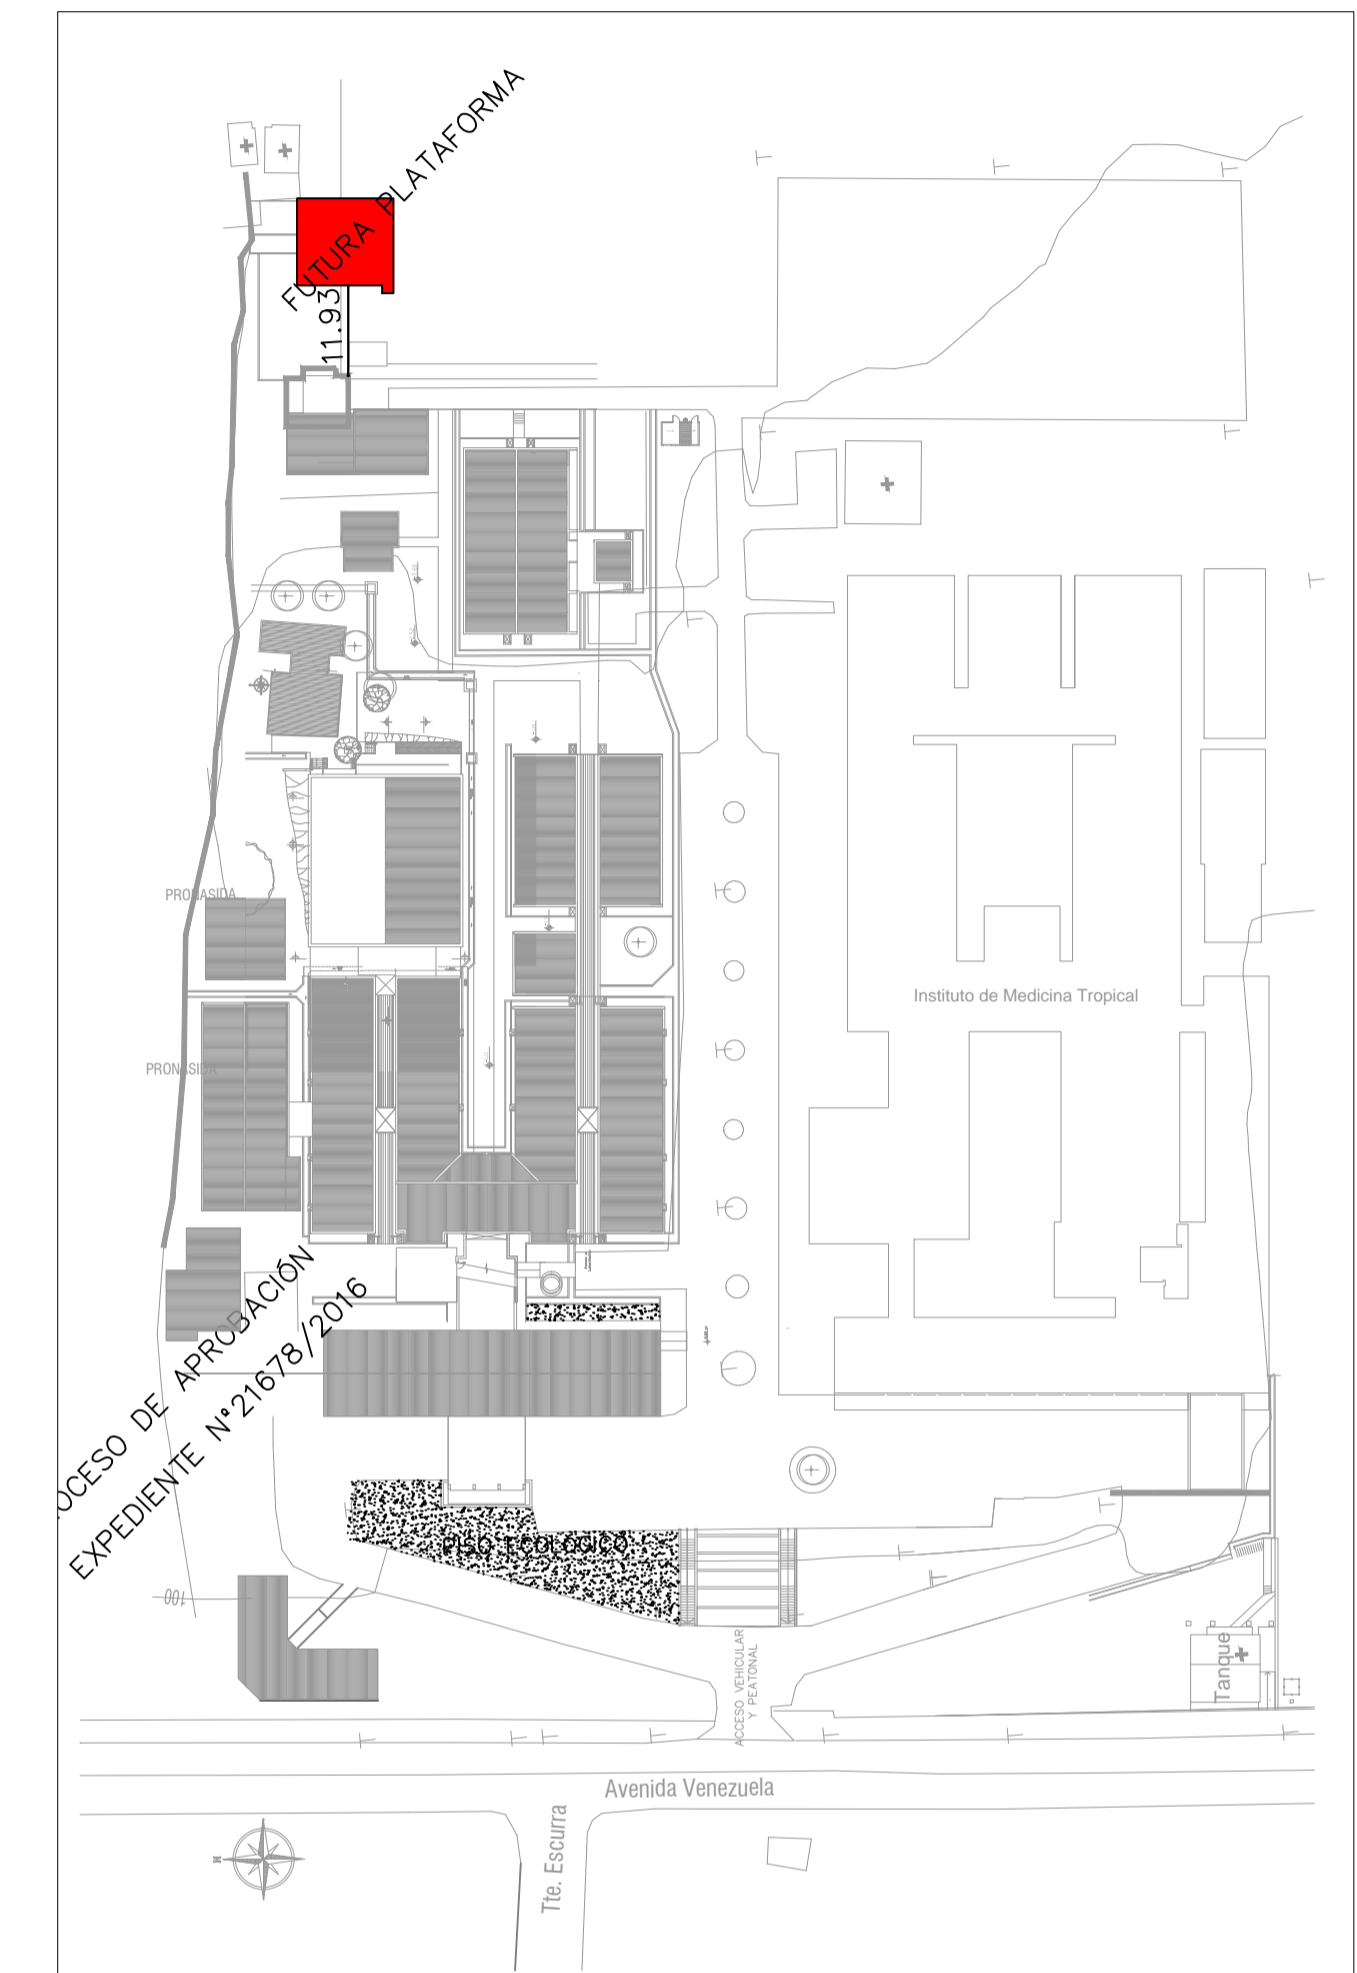 FUTURA PLATAFORMA
11.93
PRONASIDA
Instituto de Medicina Tropical
PRONASIDA
OCESO DE APROBACIÓN
EXPEDIENTE N°21678/2016
PISO ECOLOGICO
100
ACCESO VEHICULAR
Y PEATONAL
Tanque
Avenida Venezuela
Tte. Escurra
N